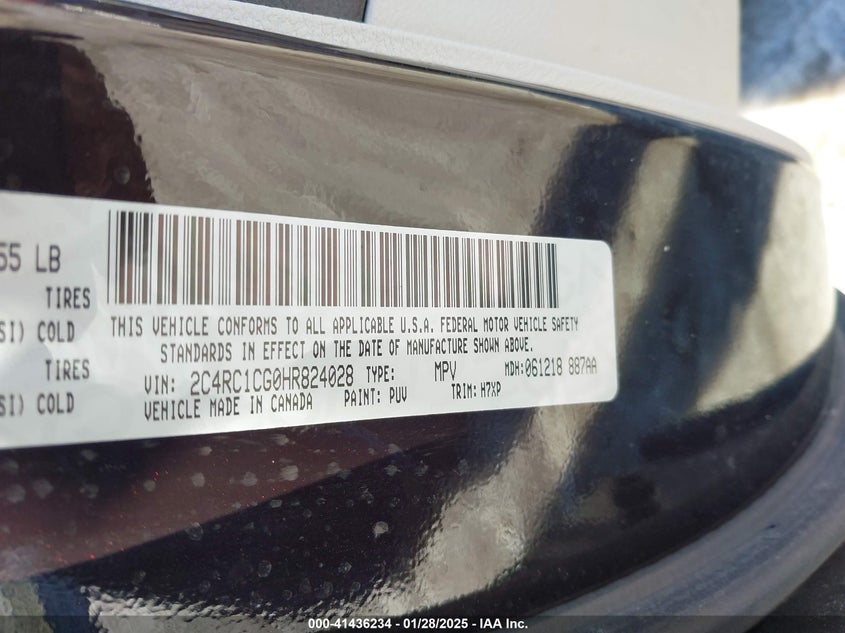 55 LB
TIRES
SI) COLD
TIRES
SI) COLD
THIS VEHICLE CONFORMS TO ALL APPLICABLE U.S.A. FEDERAL MOTOR VEHICLE SAFETY
STANDARDS IN EFFECT ON THE DATE OF MANUFACTURE SHOWN ABOVE.
VIN: 2C4RC1CG0HR824028 TYPE: MPV MDH:061218 887AA
VEHICLE MADE IN CANADA PAINT: PUV TRIM: H7XP
000-41436234 - 01/28/2025 - IAA Inc.